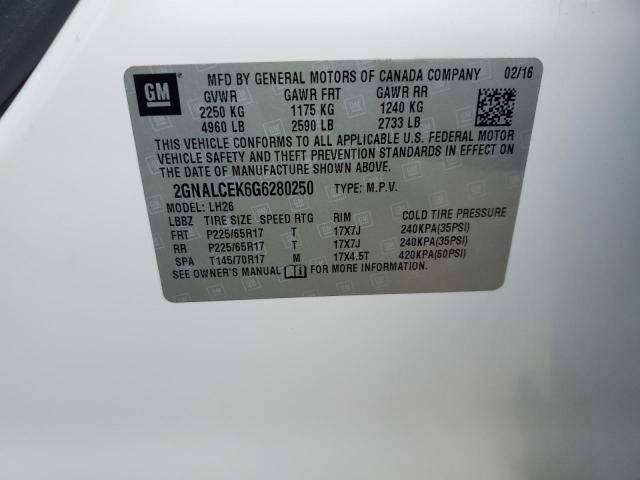 GM MFD BY GENERAL MOTORS OF CANADA COMPANY 02/16
GVWR GAWR FRT GAWR RR
2250 KG 1175 KG 1240 KG
4960 LB 2590 LB 2733 LB
THIS VEHICLE CONFORMS TO ALL APPLICABLE U.S. FEDERAL MOTOR
VEHICLE SAFETY AND THEFT PREVENTION STANDARDS IN EFFECT ON
THE DATE OF MANUFACTURE SHOWN ABOVE.
2GNALCEK6G6280250 TYPE: M.P.V.
MODEL: LH26
LBBZ TIRE SIZE SPEED RTG RIM COLD TIRE PRESSURE
FRT P225/65R17 T 17X7J 240KPA(35PSI)
RR P225/65R17 T 17X7J 240KPA(35PSI)
SPA T145/70R17 M 17X4.5T 420KPA(60PSI)
SEE OWNER'S MANUAL FOR MORE INFORMATION.